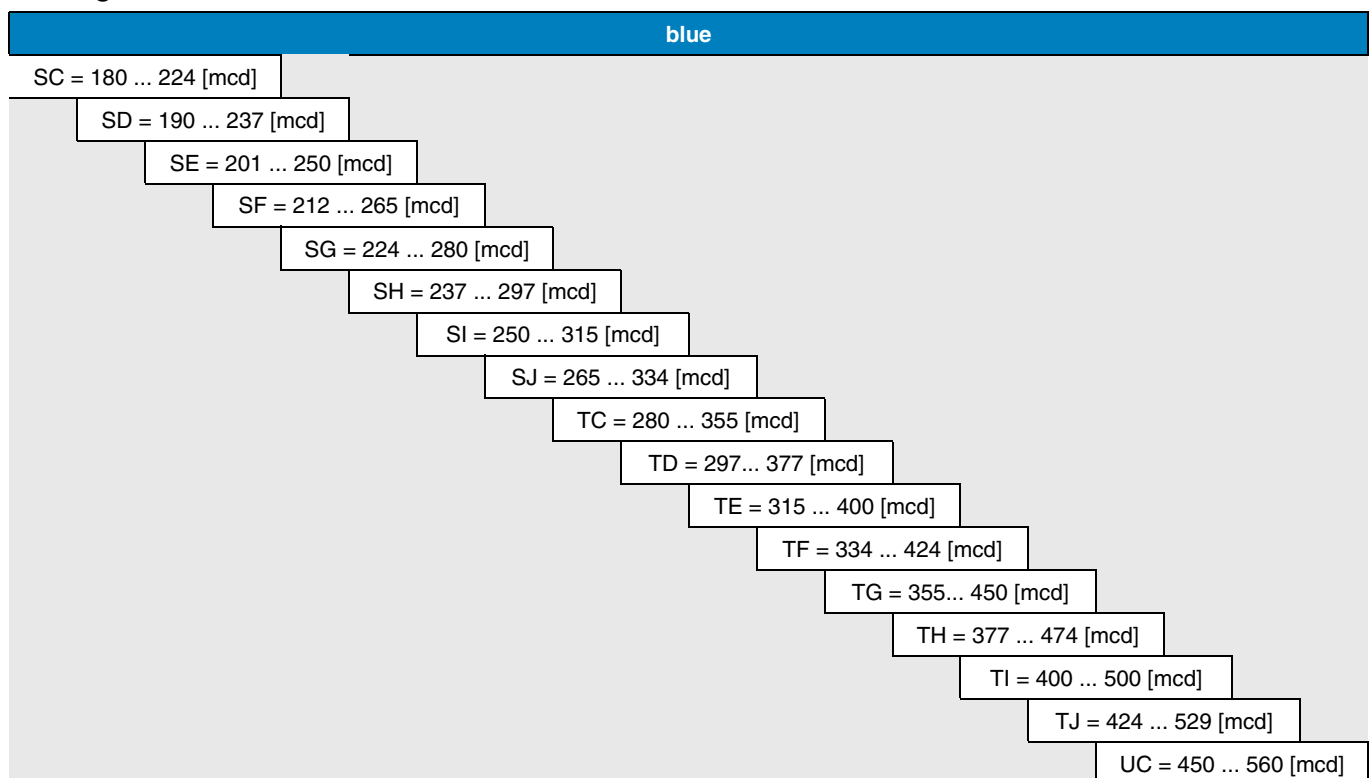 blue
SC = 180 ... 224 [mcd]
SD = 190 ... 237 [mcd]
SE = 201 ... 250 [mcd]
SF = 212 ... 265 [mcd]
SG = 224 ... 280 [mcd]
SH = 237 ... 297 [mcd]
SI = 250 ... 315 [mcd]
SJ = 265 ... 334 [mcd]
TC = 280 ... 355 [mcd]
TD = 297... 377 [mcd]
TE = 315 ... 400 [mcd]
TF = 334 ... 424 [mcd]
TG = 355... 450 [mcd]
TH = 377 ... 474 [mcd]
TI = 400 ... 500 [mcd]
TJ = 424 ... 529 [mcd]
UC = 450 ... 560 [mcd]